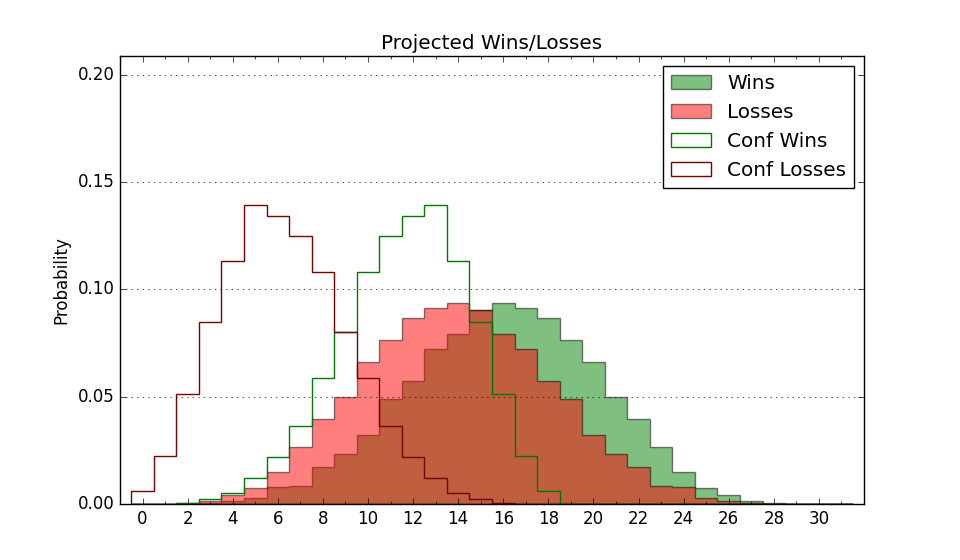 Projected Wins/Losses
Wins
Losses
Conf Wins
Conf Losses
Probability
0.20
0.15
0.10
0.05
0.00
0 2 4 6 8 10 12 14 16 18 20 22 24 26 28 30